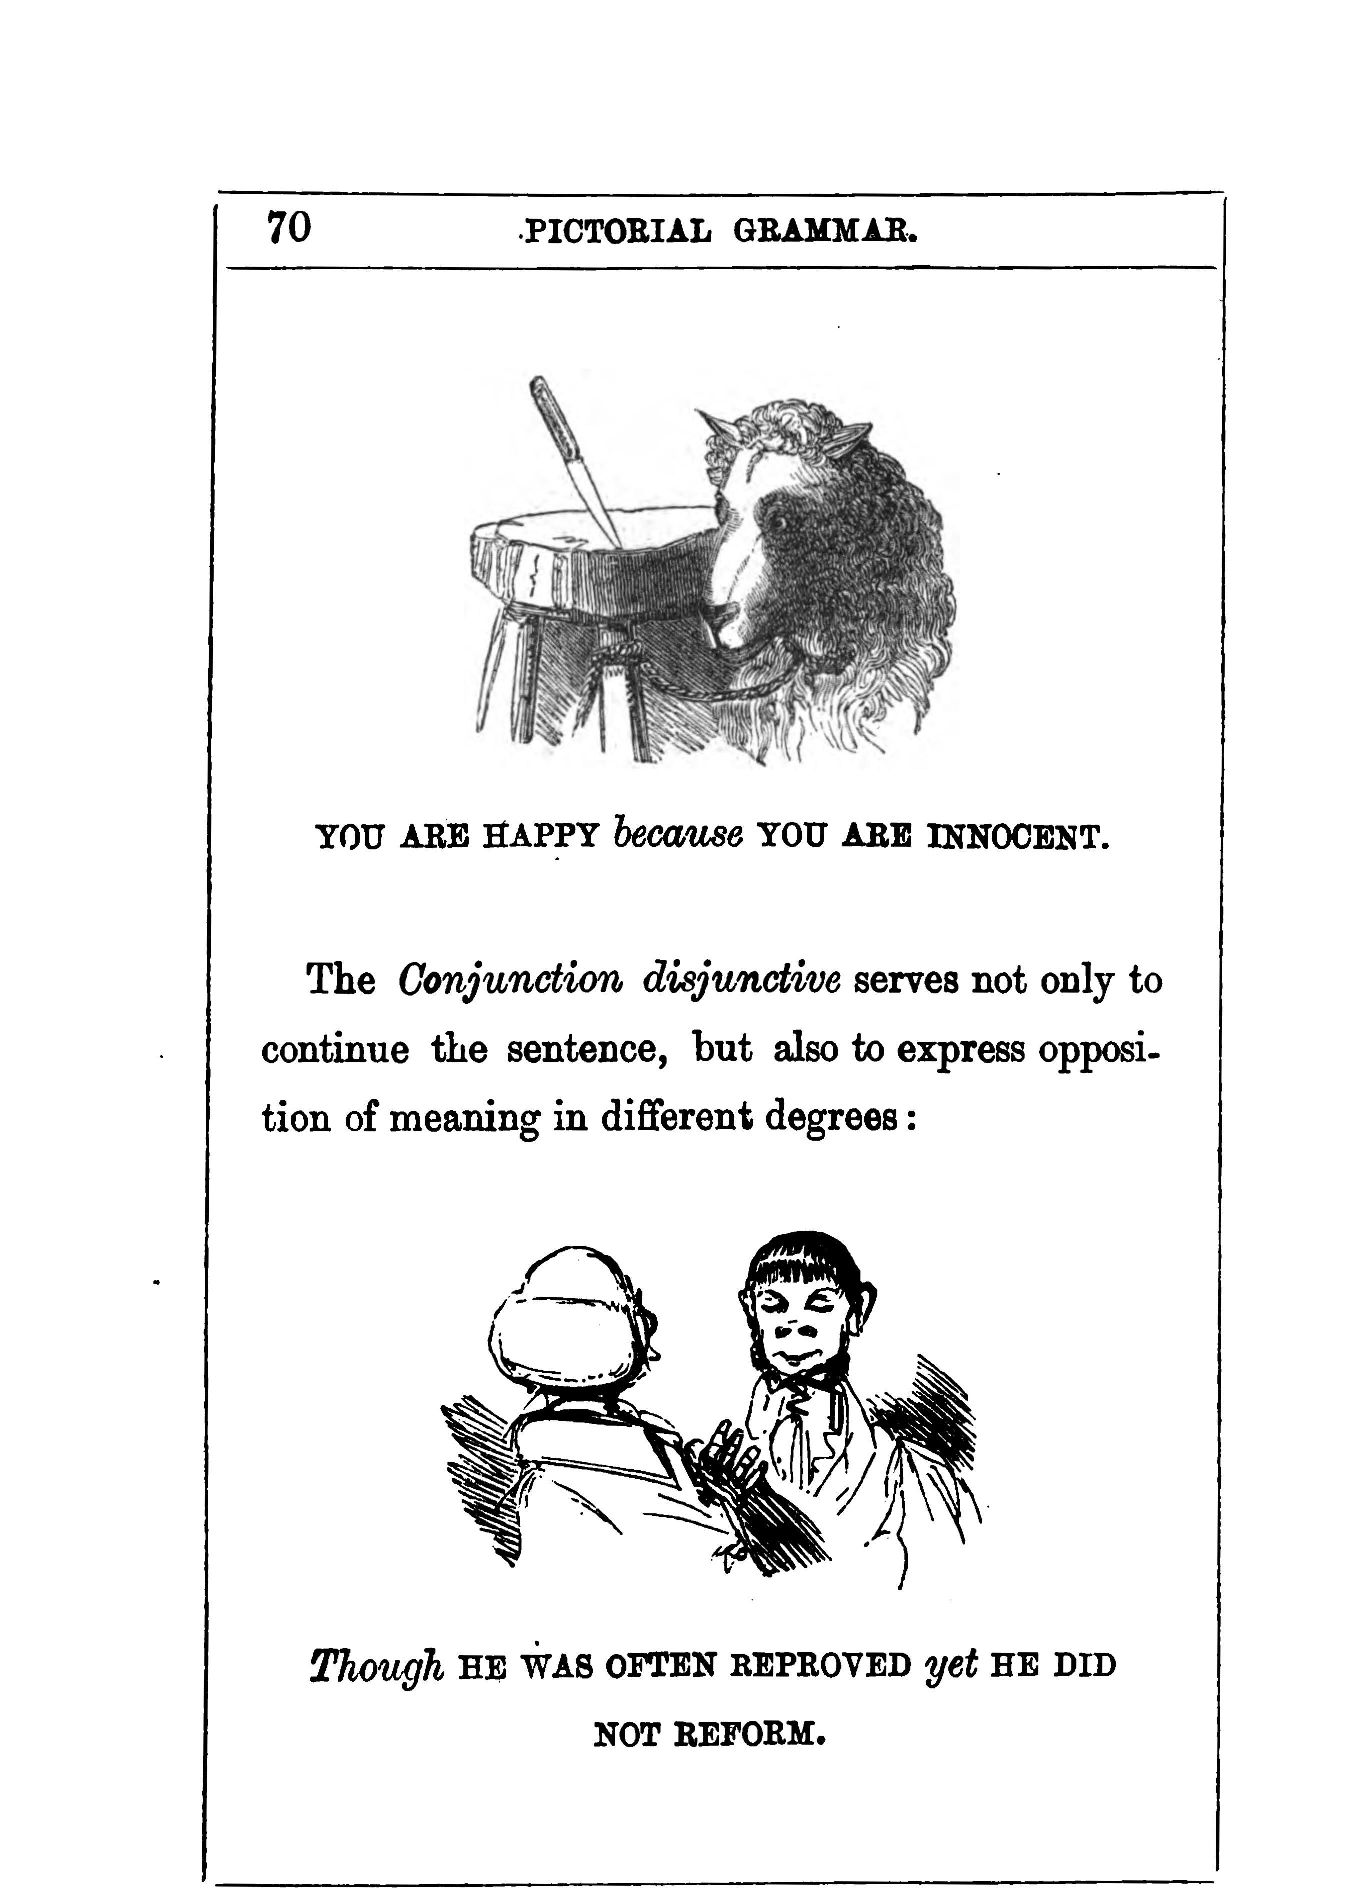 70 PICTORIAL GRAMMAR.
YOU ARE HAPPY because YOU ARE INNOCENT.
The Conjunction disjunctive serves not only to
continue the sentence, but also to express opposi-
tion of meaning in different degrees:
Though HE WAS OFTEN REPROVED yet HE DID
NOT REFORM.